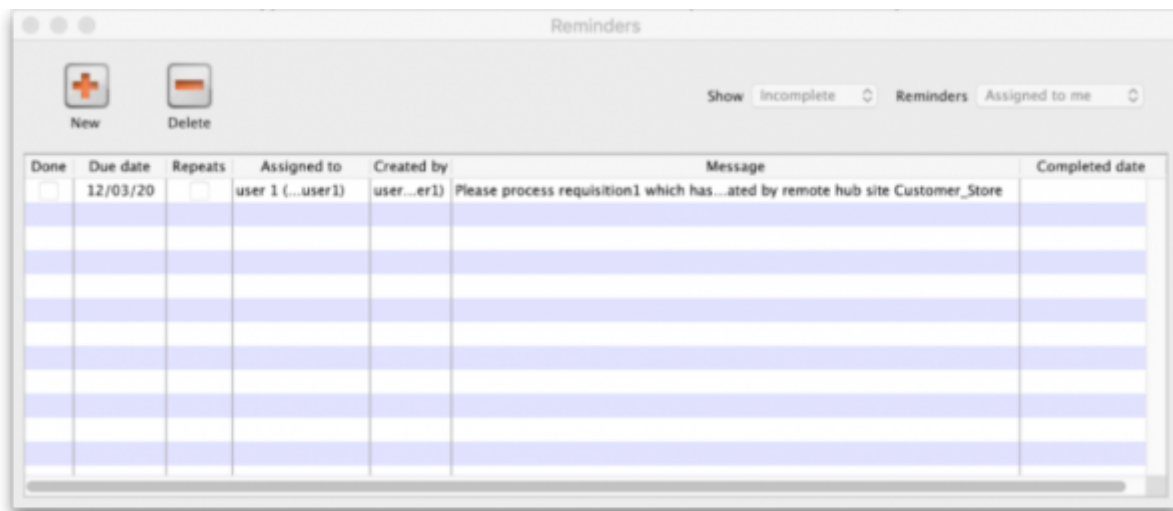 Reminders
New
Delete
Show Incomplete Reminders Assigned to me
Done Due date Repeats Assigned to Created by Message Completed date
12/03/20 user 1 (...user1) user...er1) Please process requisition1 which has...ated by remote hub site Customer_Store